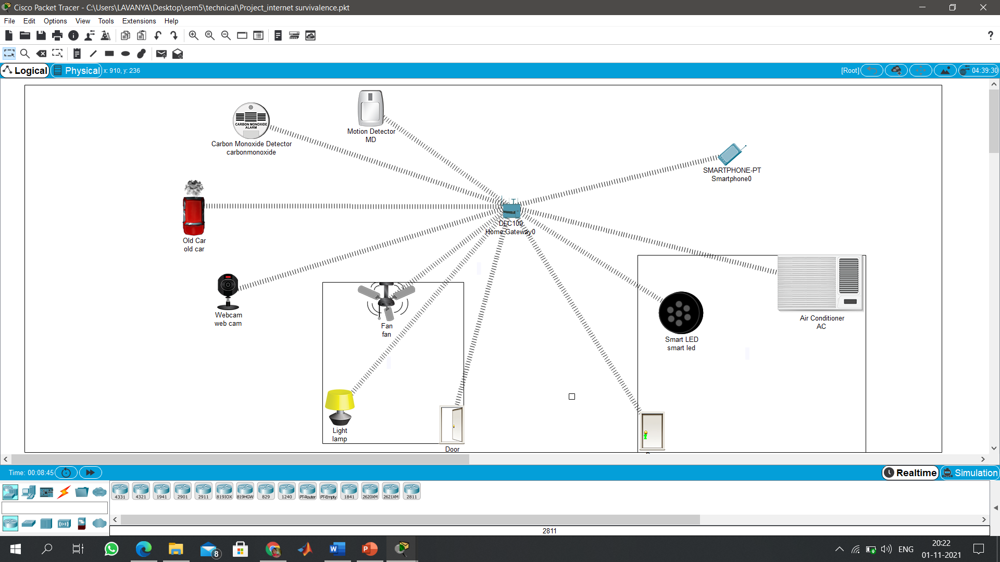 Cisco Packet Tracer - C:\Users\LAVANYA\Desktop\sem5\technical\Project_internet survivalence.pkt
File Edit Options View Tools Extensions Help
Logical Physical x: 910, y: 236 [Root] 04:39:30
CARBON MONOXIDE
ALARM
Carbon Monoxide Detector
carbonmonoxide
Motion Detector
MD
SMARTPHONE-PT
Smartphone0
DLC100
Home Gateway0
Old Car
old car
Webcam
web cam
Fan
fan
Smart LED
smart led
Air Conditioner
AC
Light
lamp
Door
Time: 00:08:45 Realtime Simulation
4331 4321 1941 2901 2911 819IOX 819HGW 829 1240 PT-Router PT-Empty 1841 2620XM 2621XM 2811
2811
8 ENG 20:22
01-11-2021